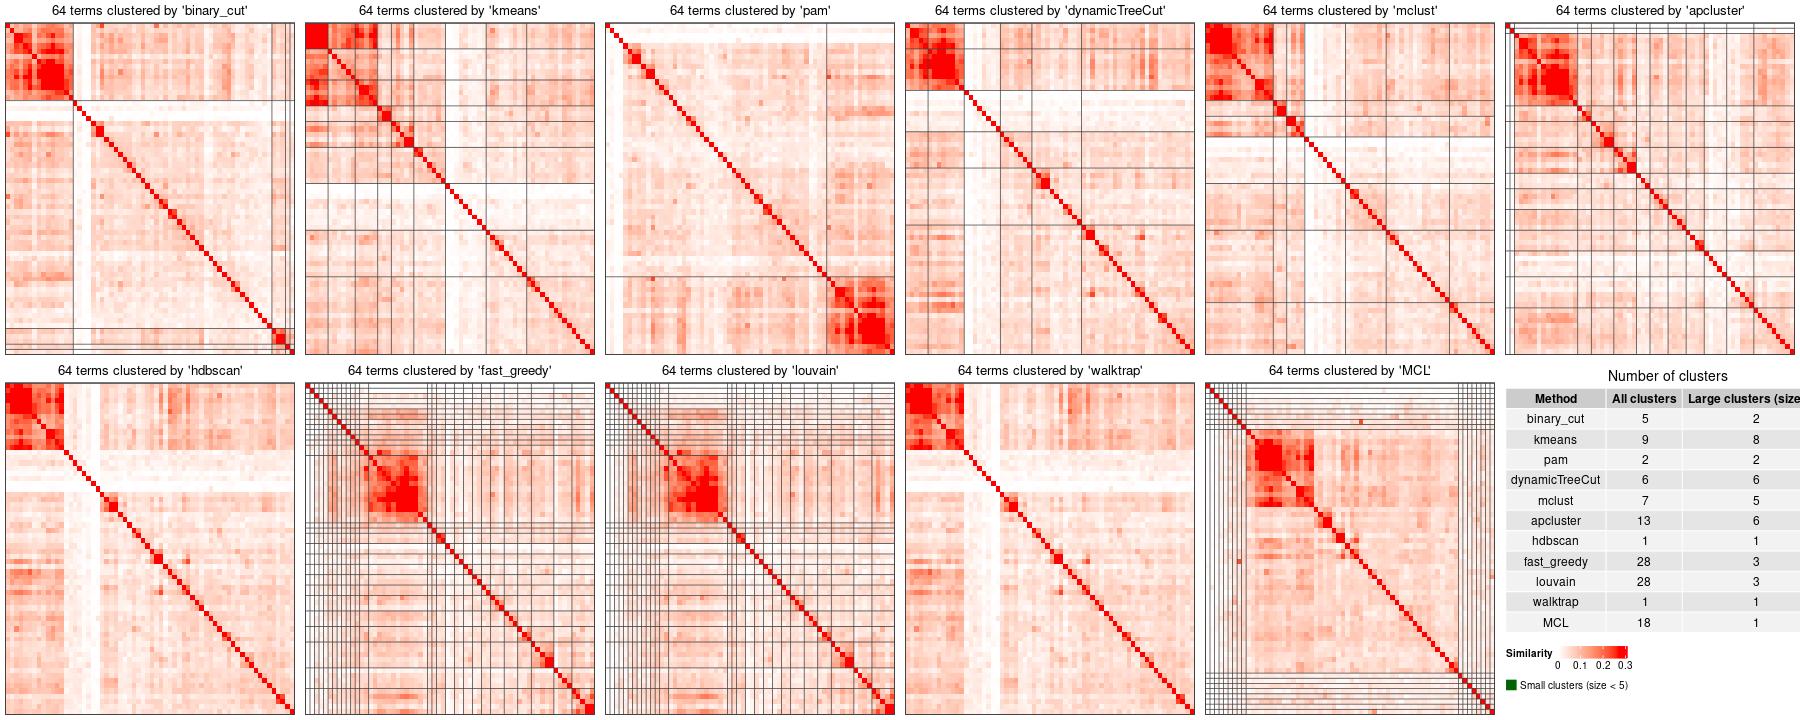 64 terms clustered by 'binary_cut'
64 terms clustered by 'kmeans'
64 terms clustered by 'pam'
64 terms clustered by 'dynamicTreeCut'
64 terms clustered by 'mclust'
64 terms clustered by 'apcluster'
64 terms clustered by 'hdbscan'
64 terms clustered by 'fast_greedy'
64 terms clustered by 'louvain'
64 terms clustered by 'walktrap'
64 terms clustered by 'MCL'
Number of clusters
Method All clusters Large clusters (size
binary_cut 5 2
kmeans 9 8
pam 2 2
dynamicTreeCut 6 6
mclust 7 5
apcluster 13 6
hdbscan 1 1
fast_greedy 28 3
louvain 28 3
walktrap 1 1
MCL 18 1
Similarity
0 0.1 0.2 0.3
Small clusters (size < 5)